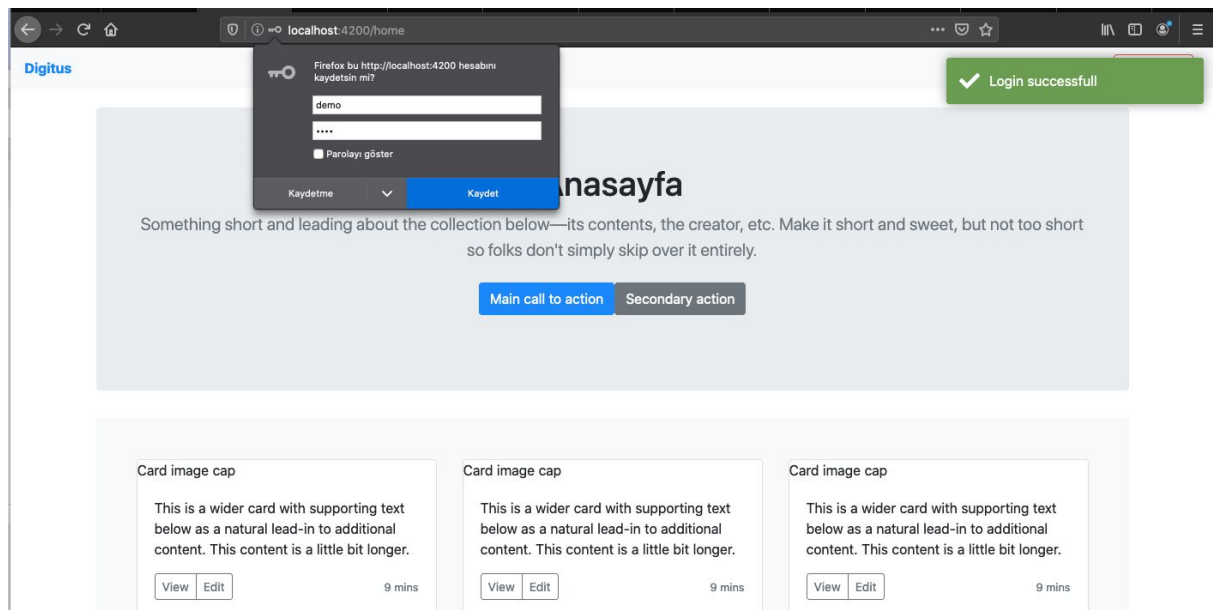 localhost:4200/home
Digitus
Firefox bu http://localhost:4200 hesabını
kaydetsin mi?
demo
••••
Parolayı göster
Kaydetme
Kaydet
Login successfull
nasayfa
Something short and leading about the collection below—its contents, the creator, etc. Make it short and sweet, but not too short
so folks don't simply skip over it entirely.
Main call to action
Secondary action
Card image cap
This is a wider card with supporting text
below as a natural lead-in to additional
content. This content is a little bit longer.
View Edit
9 mins
Card image cap
This is a wider card with supporting text
below as a natural lead-in to additional
content. This content is a little bit longer.
View Edit
9 mins
Card image cap
This is a wider card with supporting text
below as a natural lead-in to additional
content. This content is a little bit longer.
View Edit
9 mins